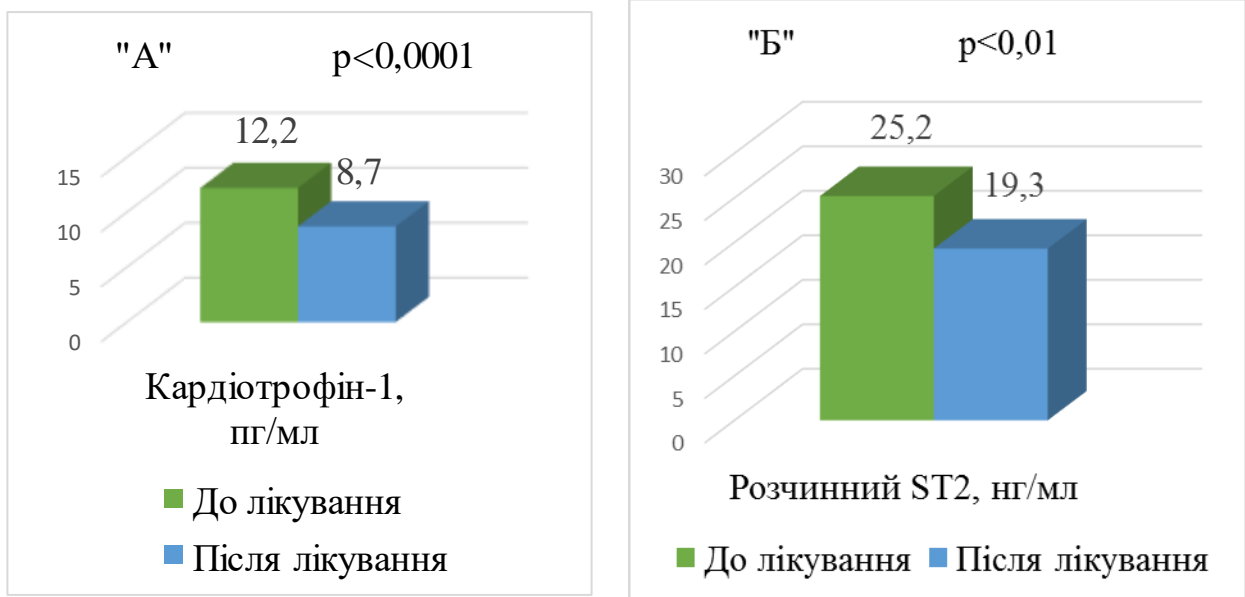 "А" p<0,0001
12,2
8,7
15
10
5
0
Кардіотрофін-1,
пг/мл
До лікування
Після лікування
"Б" p<0,01
25,2
19,3
30
25
20
15
10
5
0
Розчинний ST2, нг/мл
До лікування Після лікування